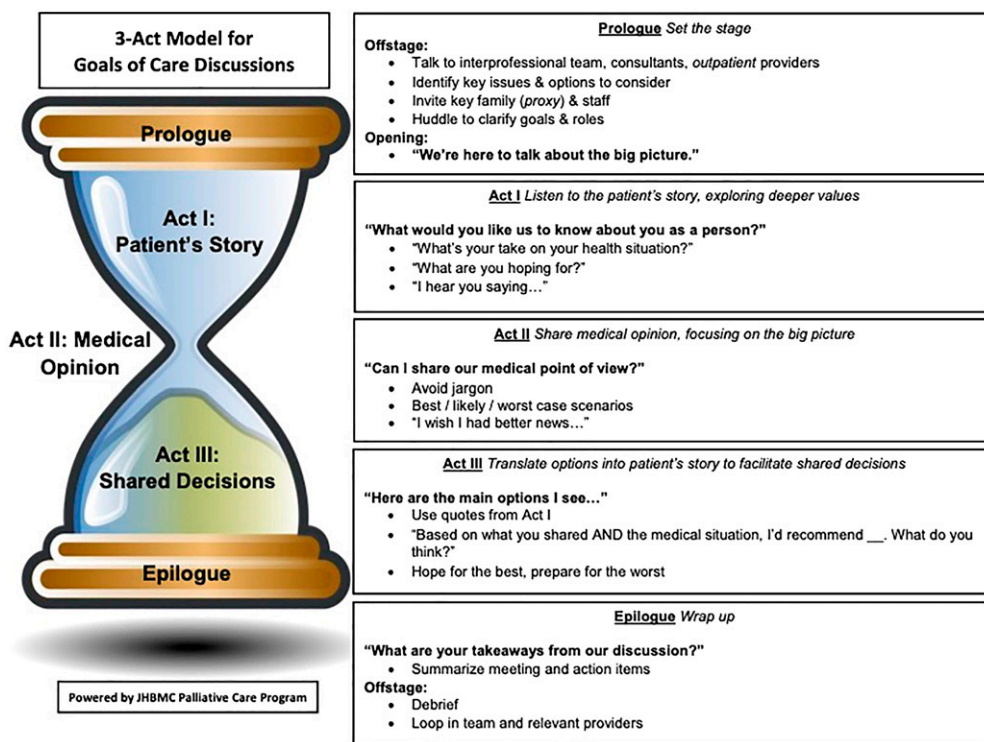 3-Act Model for
Goals of Care Discussions
Prologue
Act I:
Patient's Story
Act II: Medical
Opinion
Act III:
Shared Decisions
Epilogue
Powered by JHBMC Palliative Care Program
Prologue Set the stage
Offstage:
• Talk to interprofessional team, consultants, outpatient providers
• Identify key issues & options to consider
• Invite key family (proxy) & staff
• Huddle to clarify goals & roles
Opening:
• “We’re here to talk about the big picture.”
Act I Listen to the patient’s story, exploring deeper values
“What would you like us to know about you as a person?”
• “What’s your take on your health situation?”
• “What are you hoping for?”
• “I hear you saying…”
Act II Share medical opinion, focusing on the big picture
“Can I share our medical point of view?”
• Avoid jargon
• Best / likely / worst case scenarios
• “I wish I had better news…”
Act III Translate options into patient’s story to facilitate shared decisions
“Here are the main options I see…”
• Use quotes from Act I
• “Based on what you shared AND the medical situation, I’d recommend __. What do you
think?”
• Hope for the best, prepare for the worst
Epilogue Wrap up
“What are your takeaways from our discussion?”
• Summarize meeting and action items
Offstage:
• Debrief
• Loop in team and relevant providers